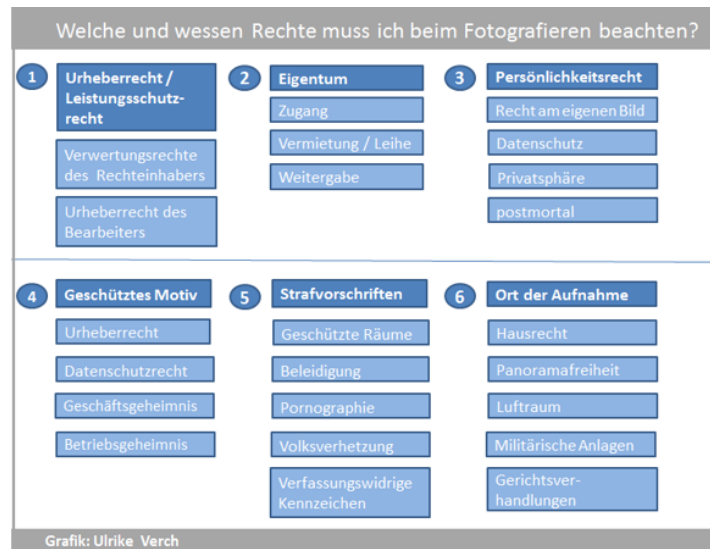 Welche und wessen Rechte muss ich beim Fotografieren beachten?
1
Urheberrecht /
Leistungsschutz-
recht
Verwertungsrechte
des Rechteinhabers
Urheberrecht des
Bearbeiters
2
Eigentum
Zugang
Vermietung / Leihe
Weitergabe
3
Persönlichkeitsrecht
Recht am eigenen Bild
Datenschutz
Privatsphäre
postmortal
4
Geschütztes Motiv
Urheberrecht
Datenschutzrecht
Geschäftsgeheimnis
Betriebsgeheimnis
5
Strafvorschriften
Geschützte Räume
Beleidigung
Pornographie
Volksverhetzung
Verfassungswidrige
Kennzeichen
6
Ort der Aufnahme
Hausrecht
Panoramafreiheit
Luftraum
Militärische Anlagen
Gerichtsver-
handlungen
Grafik: Ulrike Verch